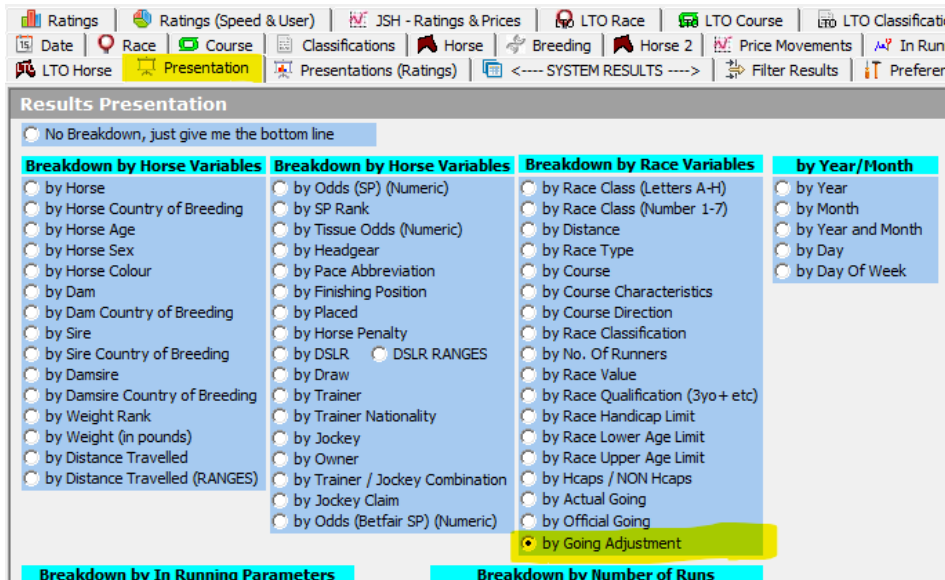 Ratings Ratings (Speed & User) JSH - Ratings & Prices LTO Race LTO Course LTO Classificati
Date Race Course Classifications Horse Breeding Horse 2 Price Movements In Run
LTO Horse Presentation Presentations (Ratings) <---- SYSTEM RESULTS ----> Filter Results Preferer
Results Presentation
No Breakdown, just give me the bottom line
Breakdown by Horse Variables
by Horse
by Horse Country of Breeding
by Horse Age
by Horse Sex
by Horse Colour
by Dam
by Dam Country of Breeding
by Sire
by Sire Country of Breeding
by Damsire
by Damsire Country of Breeding
by Weight Rank
by Weight (in pounds)
by Distance Travelled
by Distance Travelled (RANGES)
Breakdown by Horse Variables
by Odds (SP) (Numeric)
by SP Rank
by Tissue Odds (Numeric)
by Headgear
by Pace Abbreviation
by Finishing Position
by Placed
by Horse Penalty
by DSLR DSLR RANGES
by Draw
by Trainer
by Trainer Nationality
by Jockey
by Owner
by Trainer / Jockey Combination
by Jockey Claim
by Odds (Betfair SP) (Numeric)
Breakdown by Race Variables
by Race Class (Letters A-H)
by Race Class (Number 1-7)
by Distance
by Race Type
by Course
by Course Characteristics
by Course Direction
by Race Classification
by No. Of Runners
by Race Value
by Race Qualification (3yo+ etc)
by Race Handicap Limit
by Race Lower Age Limit
by Race Upper Age Limit
by Hcaps / NON Hcaps
by Actual Going
by Official Going
by Going Adjustment
by Year/Month
by Year
by Month
by Year and Month
by Day
by Day Of Week
Breakdown by In Running Parameters
Breakdown by Number of Runs